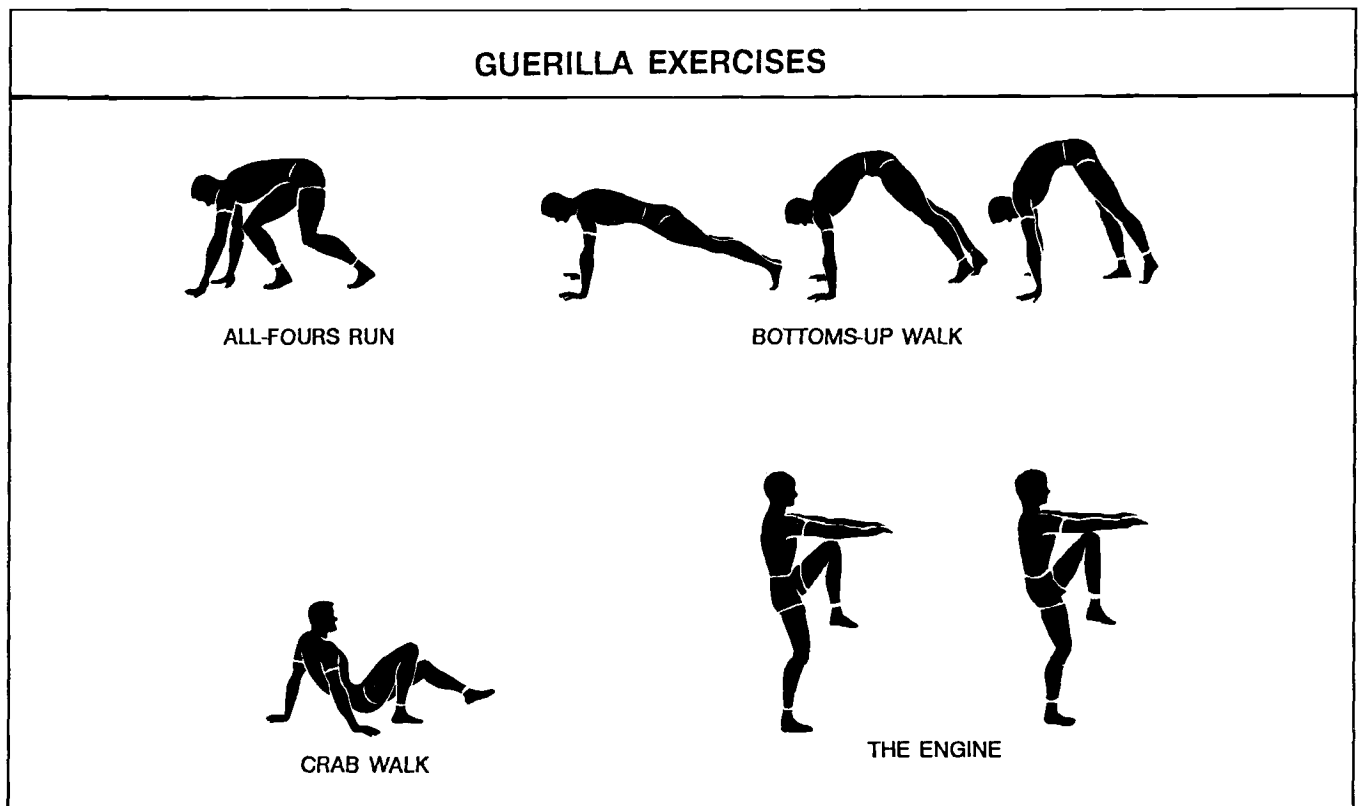 GUERILLA EXERCISES
ALL-FOURS RUN
BOTTOMS-UP WALK
CRAB WALK
THE ENGINE